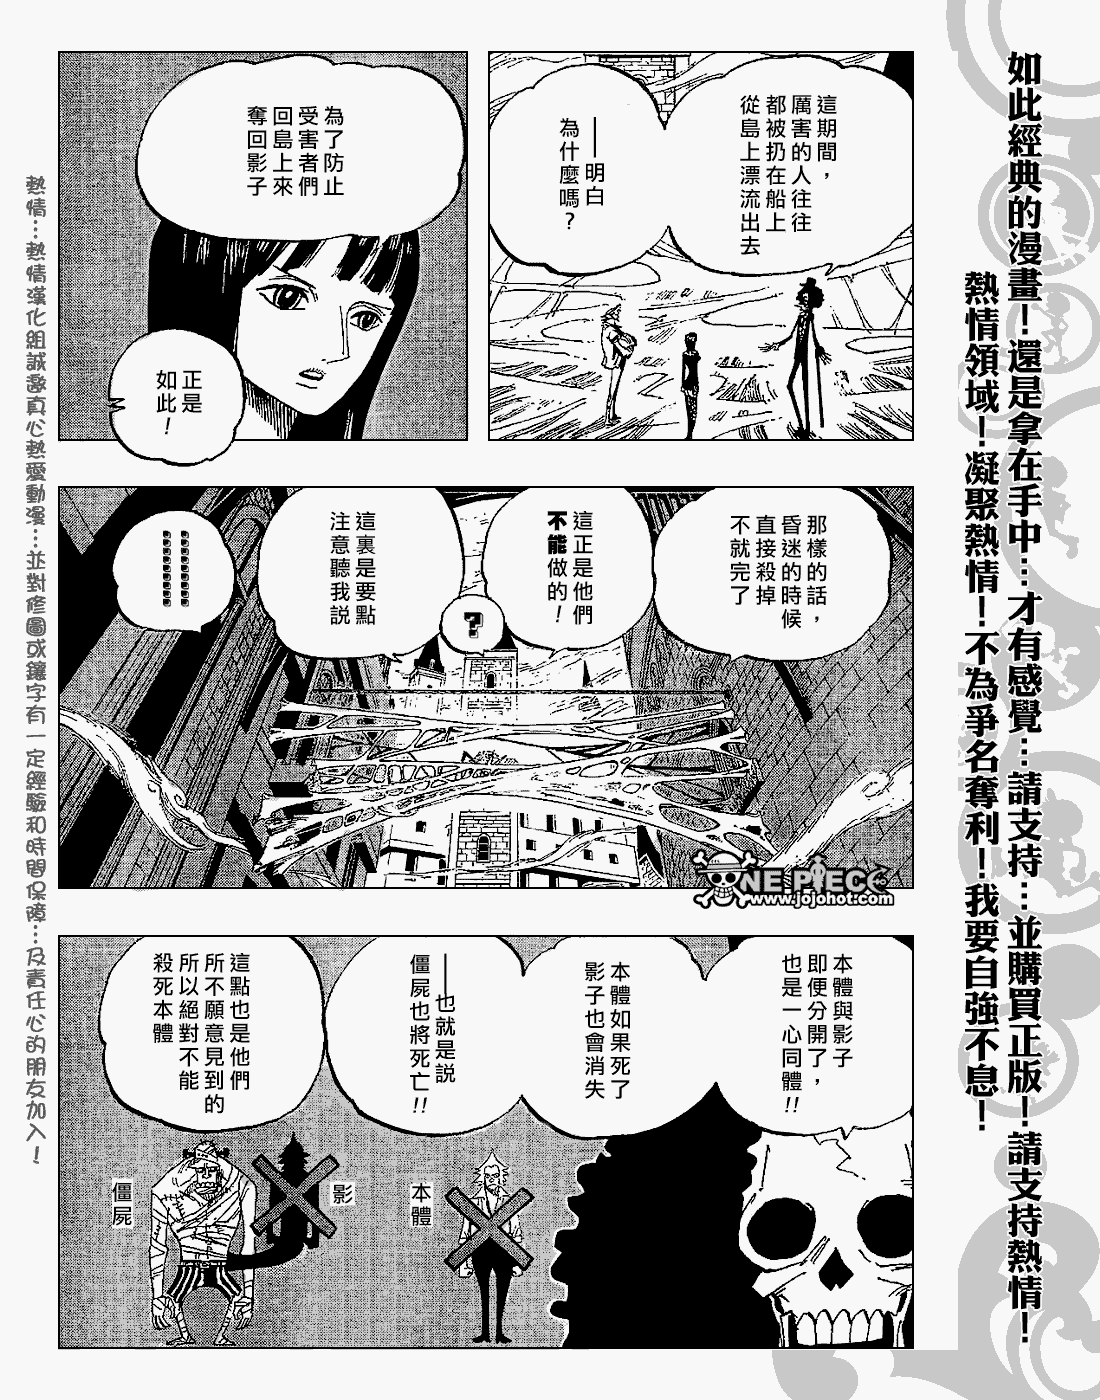 如此經典的漫畫！還是拿在手中…才有感覺…請支持…並購買正版！請支持熱情！
熱情領域！凝聚熱情！不為爭名奪利！我要自強不息！
這期間，
厲害的人往往
都被扔在船上
從島上漂流出去
——明白
為什麼嗎？
為了防止
受害者們
回島上來
奪回影子
正是
如此！
那樣的話，
昏迷的時候
直接殺掉
不就完了
這正是他們
不能做的！
?
這裏是要點
注意聽我説
!!!!!!!!
ONE PIECE
www.jojohot.com
本體與影子
即便分開了，
也是一心同體!!
本體如果死了
影子也會消失
——也就是説
僵屍也將死亡!!
這點也是他們
所不願意見到的
所以絕對不能
殺死本體
本體
影
僵屍
熱情…熱情漢化組誠邀真心熱愛動漫…並對修圖或鑲字有一定經驗和時間保障…及責任心的朋友加入！